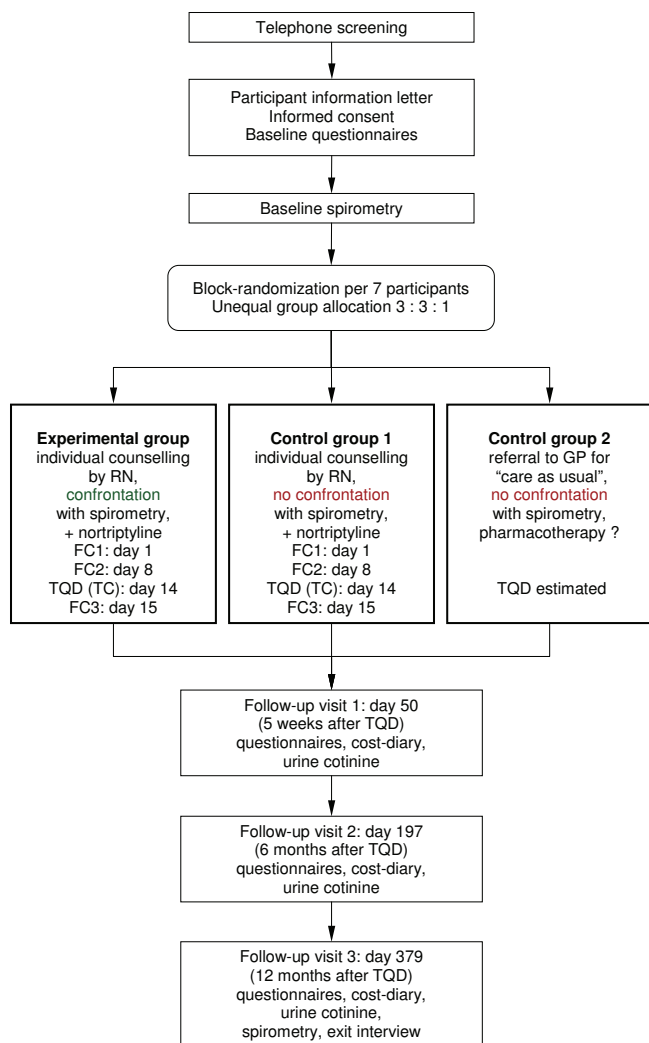 Telephone screening
Participant information letter
Informed consent
Baseline questionnaires
Baseline spirometry
Block-randomization per 7 participants
Unequal group allocation 3 : 3 : 1
Experimental group
individual counselling
by RN,
confrontation
with spirometry,
+ nortriptyline
FC1: day 1
FC2: day 8
TQD (TC): day 14
FC3: day 15
Control group 1
individual counselling
by RN,
no confrontation
with spirometry,
+ nortriptyline
FC1: day 1
FC2: day 8
TQD (TC): day 14
FC3: day 15
Control group 2
referral to GP for
“care as usual”,
no confrontation
with spirometry,
pharmacotherapy ?
TQD estimated
Follow-up visit 1: day 50
(5 weeks after TQD)
questionnaires, cost-diary,
urine cotinine
Follow-up visit 2: day 197
(6 months after TQD)
questionnaires, cost-diary,
urine cotinine
Follow-up visit 3: day 379
(12 months after TQD)
questionnaires, cost-diary,
urine cotinine,
spirometry, exit interview